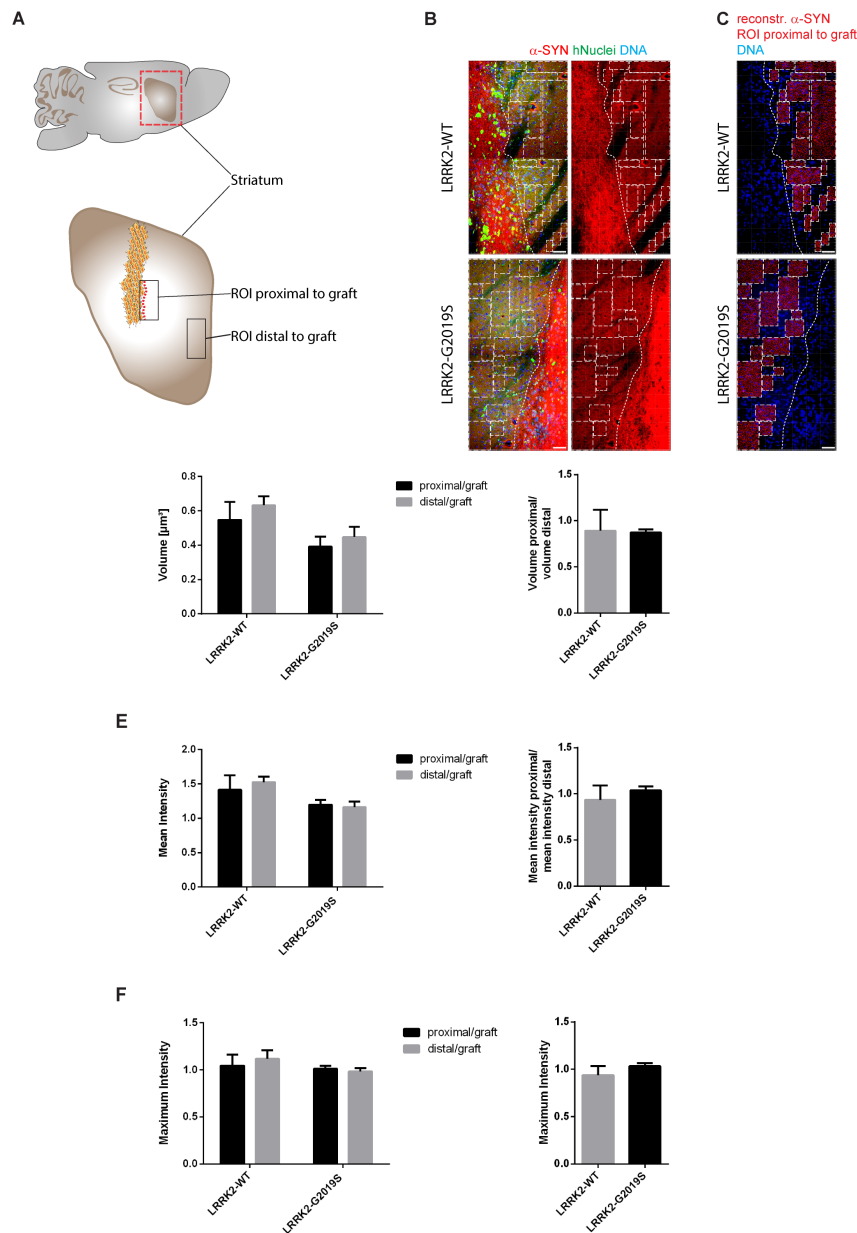 A
Striatum
ROI proximal to graft
ROI distal to graft
B
α-SYN hNuclei DNA
LRRK2-WT
LRRK2-G2019S
C
reconstr. α-SYN
ROI proximal to graft
DNA
LRRK2-WT
LRRK2-G2019S
Volume [µm³]
0.8
0.6
0.4
0.2
0.0
LRRK2-WT
LRRK2-G2019S
proximal/graft
distal/graft
Volume proximal/
volume distal
1.5
1.0
0.5
0.0
LRRK2-WT
LRRK2-G2019S
E
Mean Intensity
2.0
1.5
1.0
0.5
0.0
LRRK2-WT
LRRK2-G2019S
proximal/graft
distal/graft
Mean intensity proximal/
mean intensity distal
1.5
1.0
0.5
0.0
LRRK2-WT
LRRK2-G2019S
F
Maximum Intensity
1.5
1.0
0.5
0.0
LRRK2-WT
LRRK2-G2019S
proximal/graft
distal/graft
Maximum Intensity
1.5
1.0
0.5
0.0
LRRK2-WT
LRRK2-G2019S